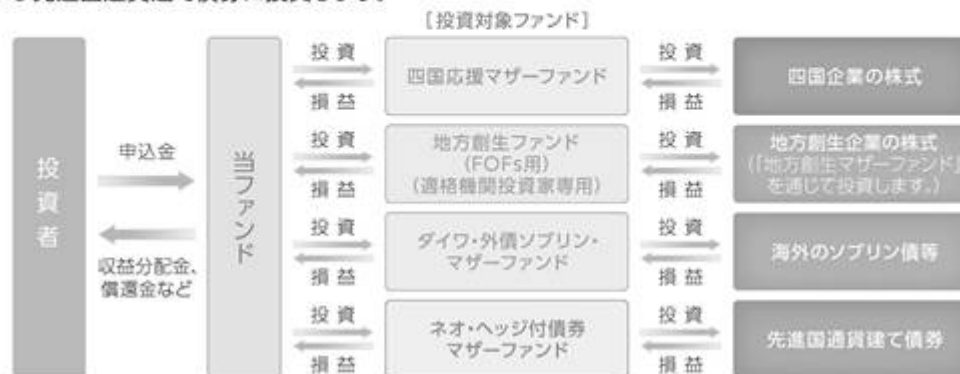 [投資対象ファンド]
投資者
申込金
収益分配金、
償還金など
当ファンド
投資
損益
四国応援マザーファンド
投資
損益
四国企業の株式
投資
損益
地方創生ファンド
(FOFs用)
(適格機関投資家専用)
投資
損益
地方創生企業の株式
(「地方創生マザーファンド」
を通じて投資します。)
投資
損益
ダイワ・外債ソブリン・
マザーファンド
投資
損益
海外のソブリン債等
投資
損益
ネオ・ヘッジ付債券
マザーファンド
投資
損益
先進国通貨建て債券